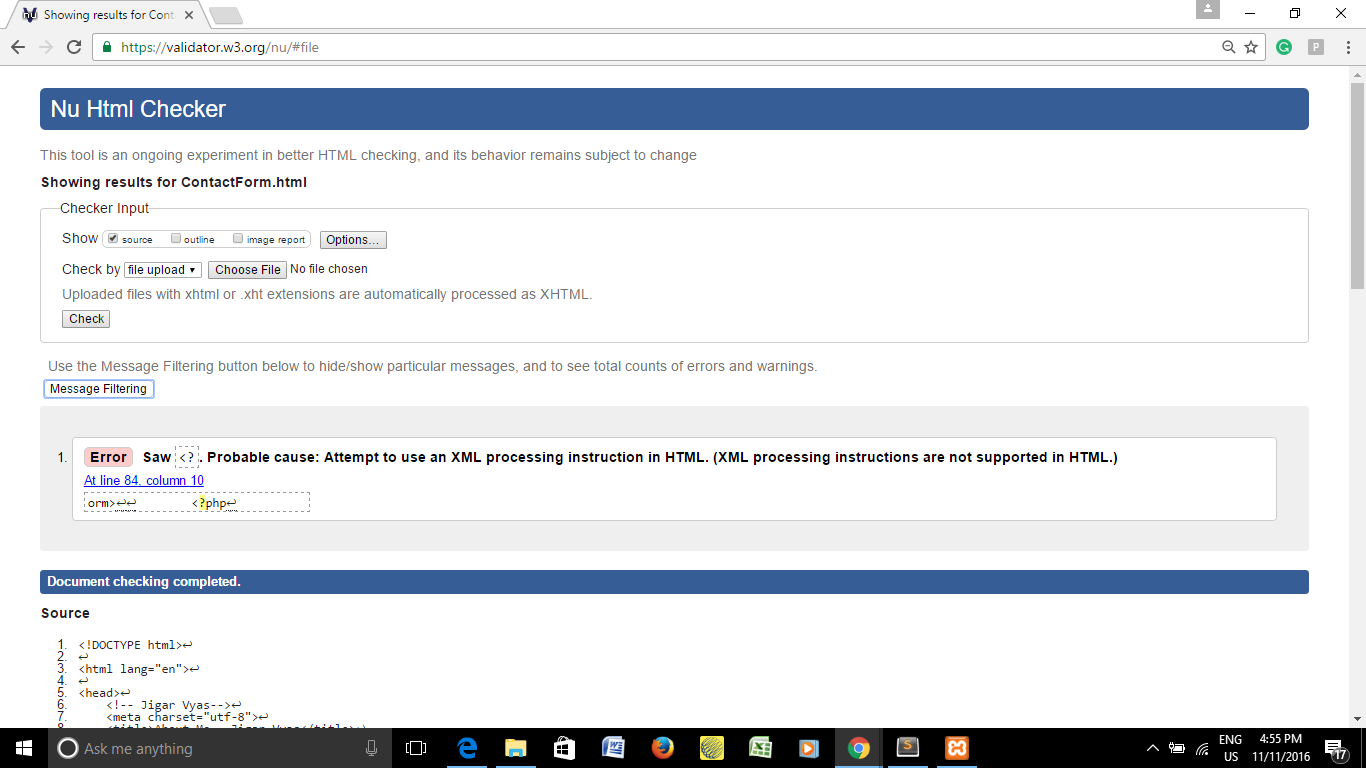 Showing results for Cont
https://validator.w3.org/nu/#file
Nu Html Checker
This tool is an ongoing experiment in better HTML checking, and its behavior remains subject to change
Showing results for ContactForm.html
Checker Input
Show source outline image report Options...
Check by file upload Choose File No file chosen
Uploaded files with xhtml or .xht extensions are automatically processed as XHTML.
Check
Use the Message Filtering button below to hide/show particular messages, and to see total counts of errors and warnings.
Message Filtering
1. Error Saw <?. Probable cause: Attempt to use an XML processing instruction in HTML. (XML processing instructions are not supported in HTML.)
At line 84, column 10
orm>↩↩ <?php↩
Document checking completed.
Source
1. <!DOCTYPE html>↩
2. ↩
3. <html lang="en">↩
4. ↩
5. <head>↩
6. <!-- Jigar Vyas-->↩
7. <meta charset="utf-8">↩
Ask me anything
ENG 4:55 PM
US 11/11/2016 17